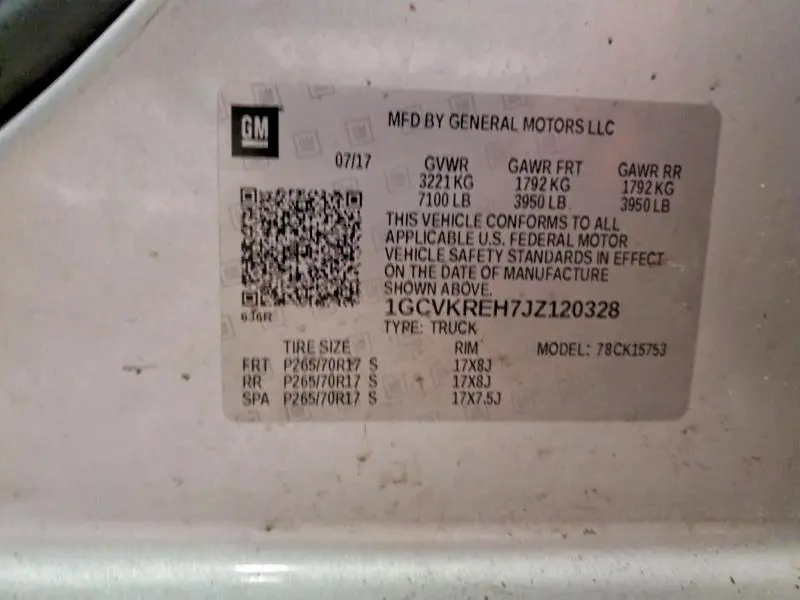 GM
MFD BY GENERAL MOTORS LLC
07/17
GVWR GAWR FRT GAWR RR
3221 KG 1792 KG 1792 KG
7100 LB 3950 LB 3950 LB
THIS VEHICLE CONFORMS TO ALL
APPLICABLE U.S. FEDERAL MOTOR
VEHICLE SAFETY STANDARDS IN EFFECT
ON THE DATE OF MANUFACTURE
SHOWN ABOVE.
1GCVKREH7JZ120328
636R
TYPE: TRUCK
TIRE SIZE RIM MODEL: 78CK15753
FRT P265/70R17 S 17X8J
RR P265/70R17 S 17X8J
SPA P265/70R17 S 17X7.5J